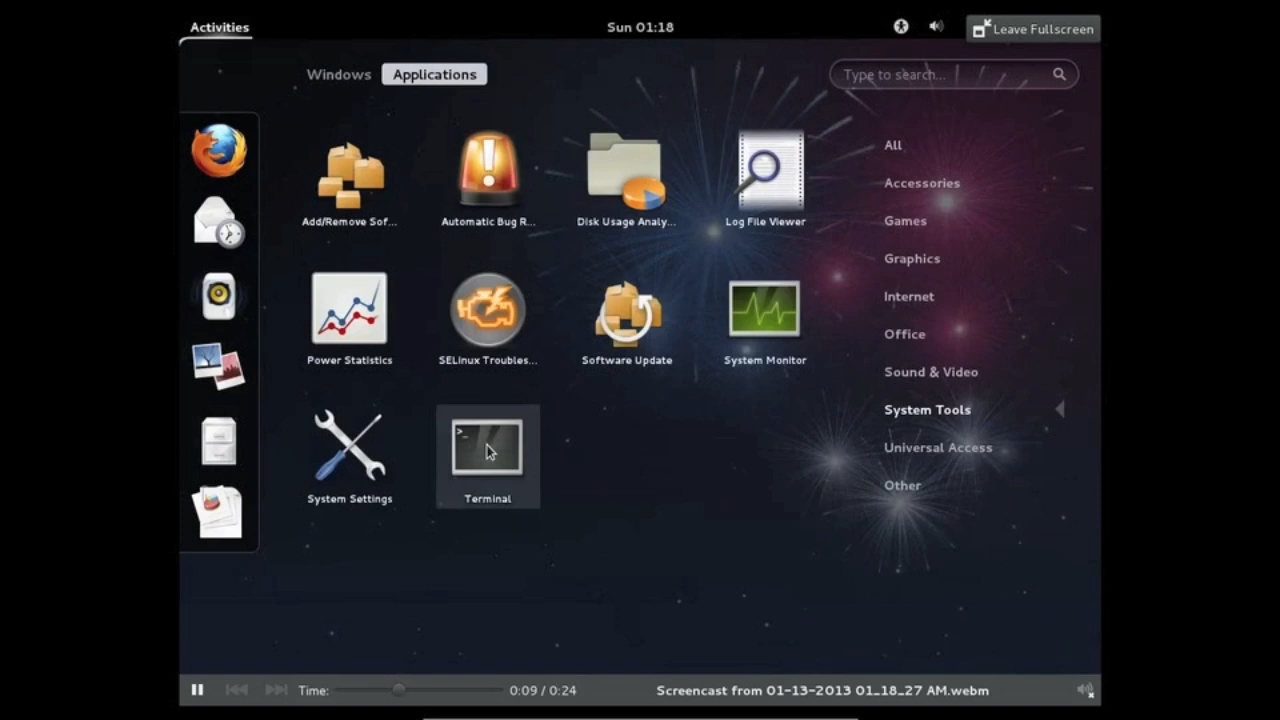 Activities
Sun 01:18
Leave Fullscreen
Windows
Applications
Type to search...
Add/Remove Sof...
Automatic Bug R...
Disk Usage Analy...
Log File Viewer
Power Statistics
SELinux Troubles...
Software Update
System Monitor
System Settings
>_
Terminal
All
Accessories
Games
Graphics
Internet
Office
Sound & Video
System Tools
Universal Access
Other
Time:
0:09 / 0:24
Screencast from 01-13-2013 01_18_27 AM.webm